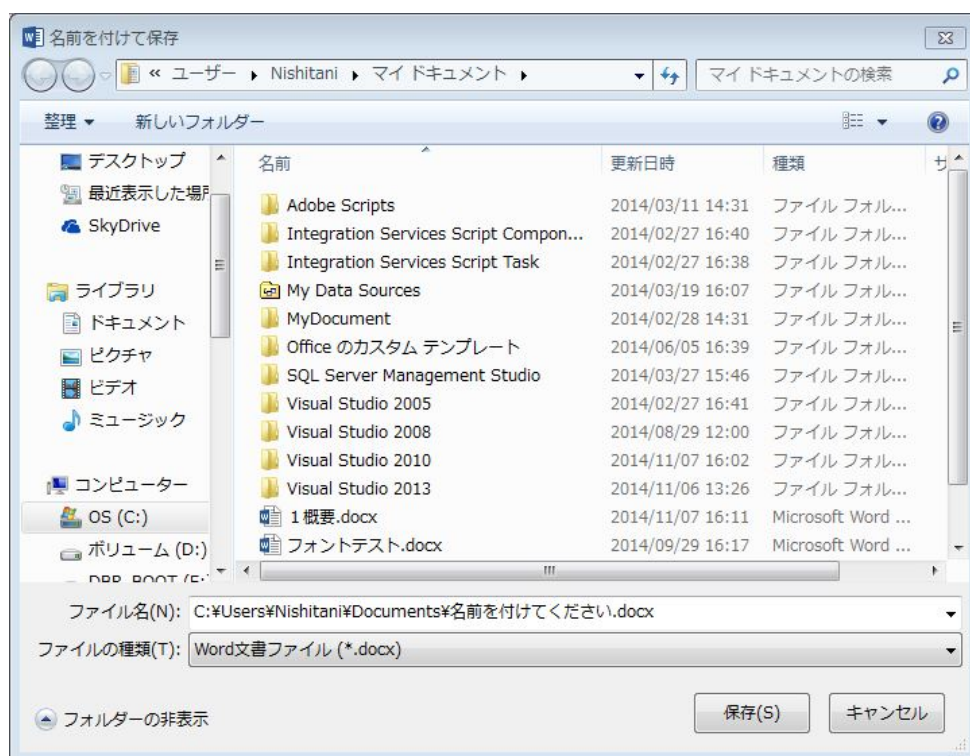 名前を付けて保存
« ユーザー ▸ Nishitani ▸ マイ ドキュメント ▸ マイ ドキュメントの検索
整理 ▼ 新しいフォルダー
デスクトップ
最近表示した場所
SkyDrive
ライブラリ
ドキュメント
ピクチャ
ビデオ
ミュージック
コンピューター
OS (C:)
ボリューム (D:)
名前 更新日時 種類 サ
Adobe Scripts 2014/03/11 14:31 ファイル フォル...
Integration Services Script Compon... 2014/02/27 16:40 ファイル フォル...
Integration Services Script Task 2014/02/27 16:38 ファイル フォル...
My Data Sources 2014/03/19 16:07 ファイル フォル...
MyDocument 2014/02/28 14:31 ファイル フォル...
Office のカスタム テンプレート 2014/06/05 16:39 ファイル フォル...
SQL Server Management Studio 2014/03/27 15:46 ファイル フォル...
Visual Studio 2005 2014/02/27 16:41 ファイル フォル...
Visual Studio 2008 2014/08/29 12:00 ファイル フォル...
Visual Studio 2010 2014/11/07 16:02 ファイル フォル...
Visual Studio 2013 2014/11/06 13:26 ファイル フォル...
1概要.docx 2014/11/07 16:11 Microsoft Word ...
フォントテスト.docx 2014/09/29 16:17 Microsoft Word ...
ファイル名(N): C:¥Users¥Nishitani¥Documents¥名前を付けてください.docx
ファイルの種類(T): Word文書ファイル (*.docx)
フォルダーの非表示 保存(S) キャンセル